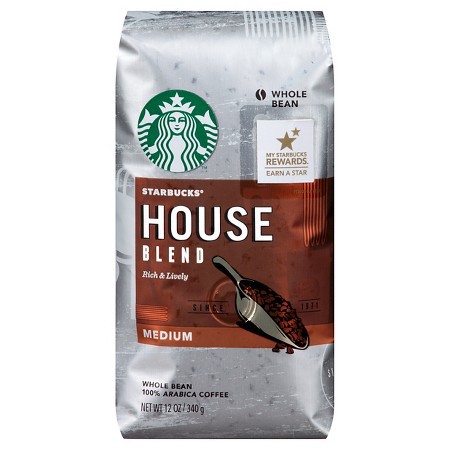 WHOLE
BEAN
MY STARBUCKS
REWARDS.
EARN A STAR
STARBUCKS®
HOUSE
BLEND
Rich & Lively
SINCE 1971
MEDIUM
WHOLE BEAN
100% ARABICA COFFEE
NET WT 12 OZ / 340 g